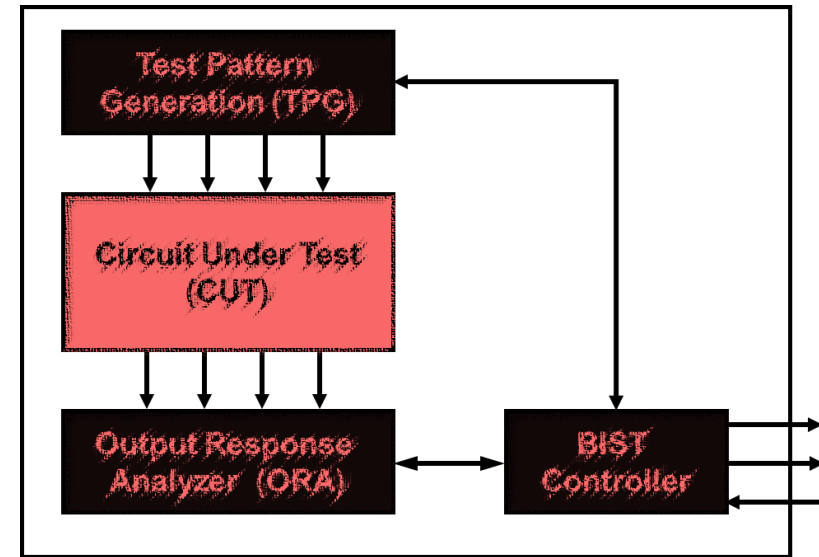 Test Pattern
Generation (TPG)
Circuit Under Test
(CUT)
Output Response
Analyzer (ORA)
BIST
Controller